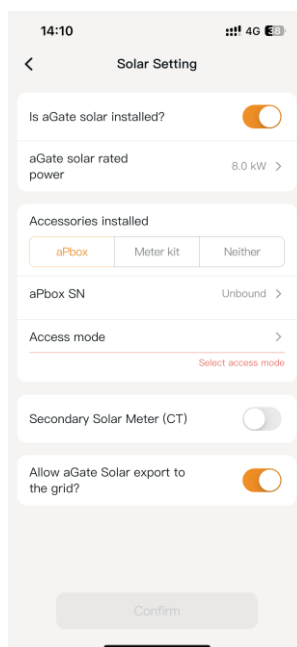 14:10
4G 38
Solar Setting
Is aGate solar installed?
aGate solar rated
power
8.0 kW
Accessories installed
aPbox
Meter kit
Neither
aPbox SN
Unbound
Access mode
Select access mode
Secondary Solar Meter (CT)
Allow aGate Solar export to
the grid?
Confirm